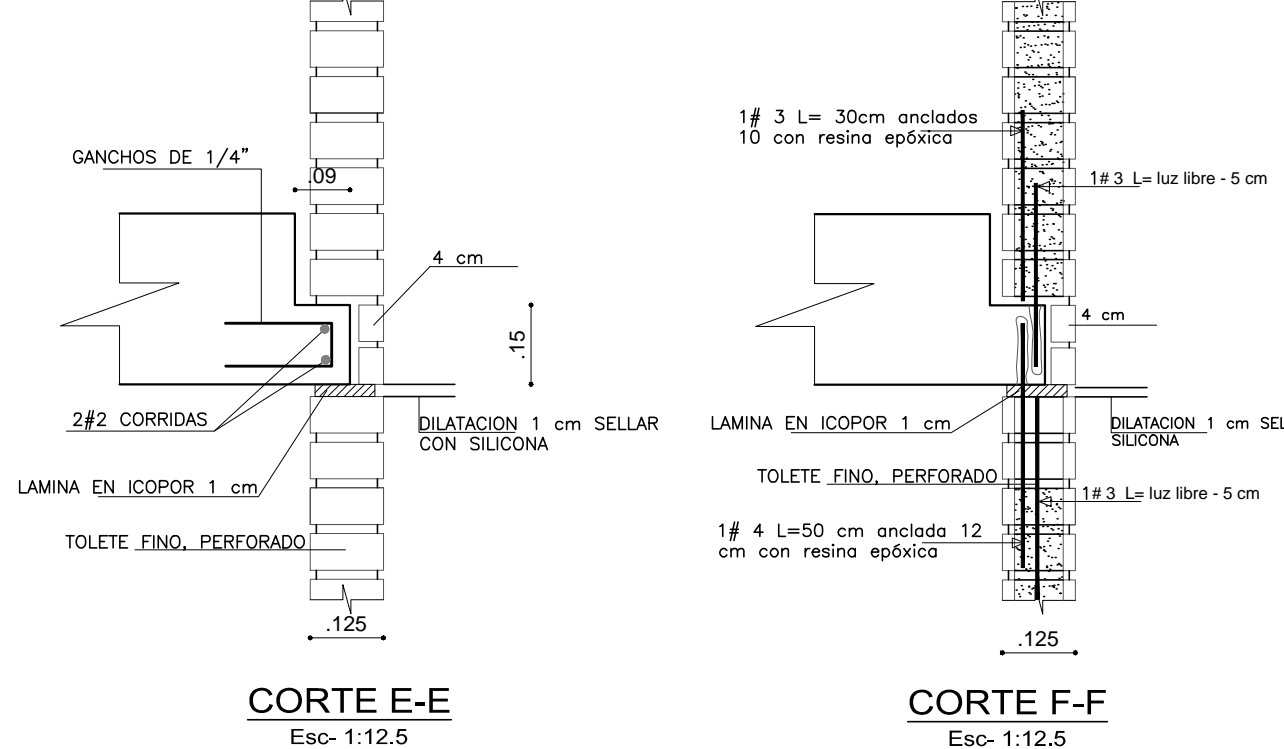 GANCHOS DE 1/4”
.09
4 cm
.15
2#2 CORRIDAS
DILATACION 1 cm SELLAR
CON SILICONA
LAMINA EN ICOPOR 1 cm
TOLETE FINO, PERFORADO
.125
CORTE E-E
Esc- 1:12.5
1# 3 L= 30cm anclados
10 con resina epóxica
1# 3 L= luz libre - 5 cm
4 cm
LAMINA EN ICOPOR 1 cm
DILATACION 1 cm SEL
SILICONA
TOLETE FINO, PERFORADO
1# 3 L= luz libre - 5 cm
1# 4 L=50 cm anclada 12
cm con resina epóxica
.125
CORTE F-F
Esc- 1:12.5